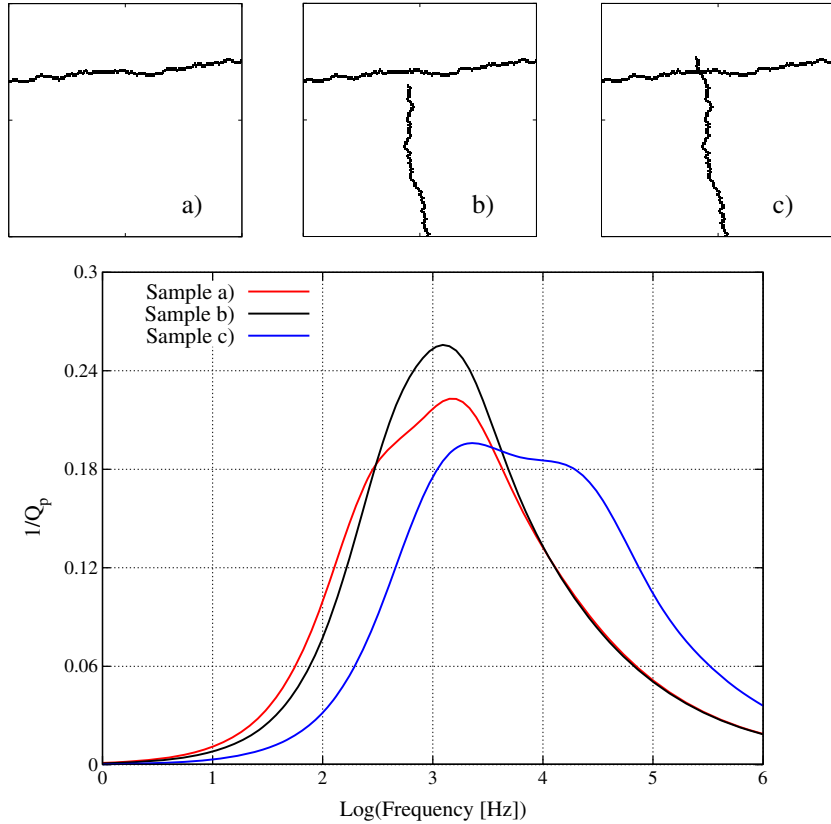 a)
b)
c)
0.3
Sample a)
Sample b)
Sample c)
0.24
0.18
1/Qp
0.12
0.06
0
0 1 2 3 4 5 6
Log(Frequency [Hz])